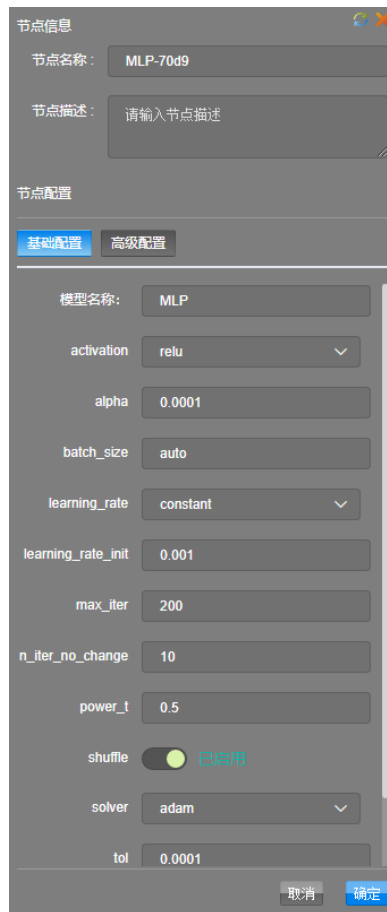 节点信息
节点名称： MLP-70d9
节点描述： 请输入节点描述
节点配置
基础配置 高级配置
模型名称： MLP
activation relu
alpha 0.0001
batch_size auto
learning_rate constant
learning_rate_init 0.001
max_iter 200
n_iter_no_change 10
power_t 0.5
shuffle 已启用
solver adam
tol 0.0001
取消 确定